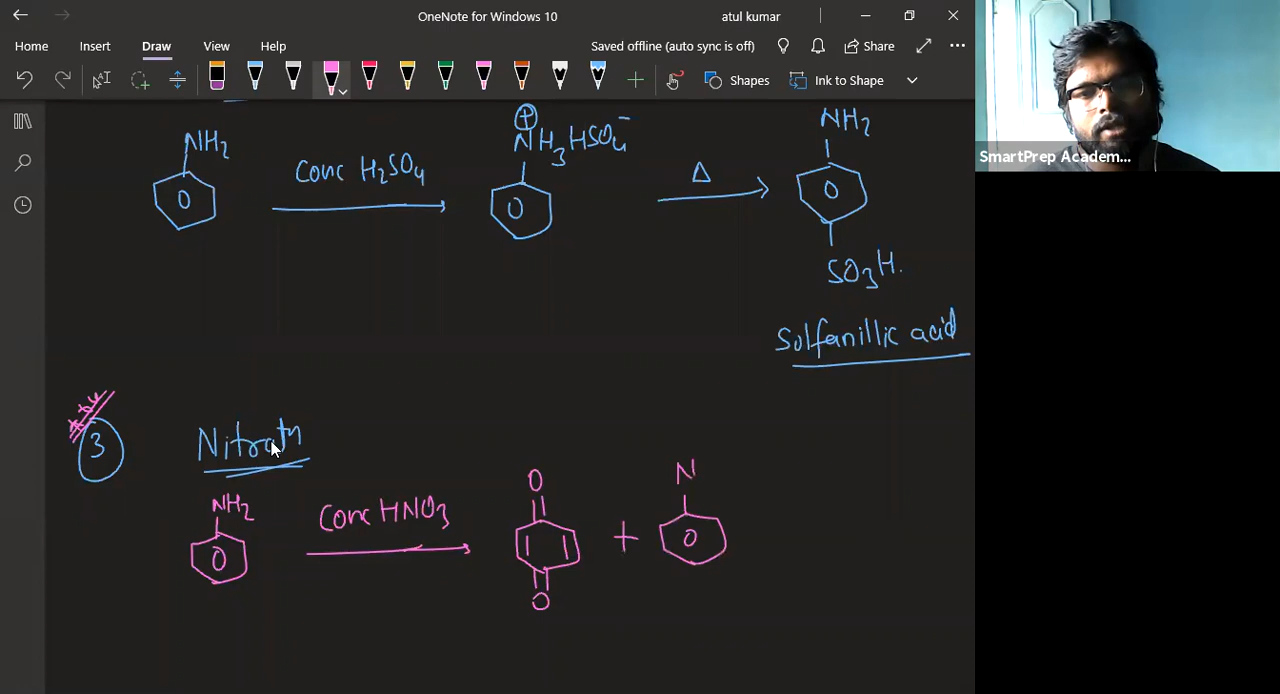 OneNote for Windows 10
atul kumar
Home Insert Draw View Help
Saved offline (auto sync is off)
Share
Shapes
Ink to Shape
SmartPrep Academ...
NH2
Conc H2SO4
⊕
NH3HSO4−
Δ
NH2
SO3H.
Solfanillic acid
3
Nitratn
NH2
Conc HNO3
O
O
+
N